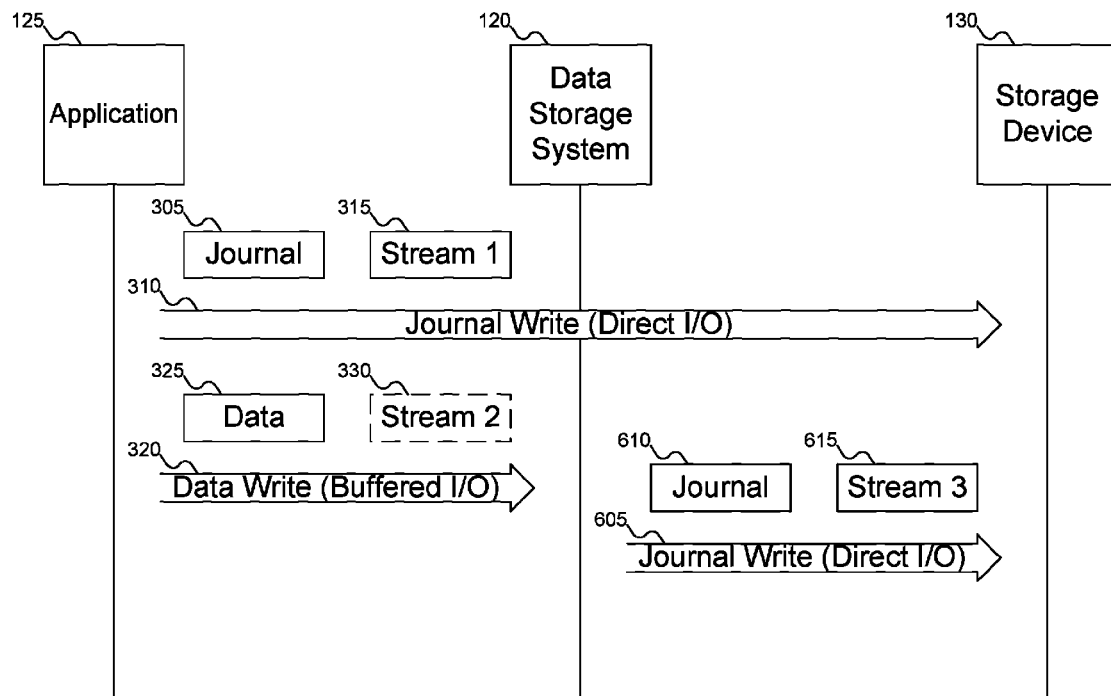 125
120
130
Application
Data
Storage
System
Storage
Device
305
315
Journal
Stream 1
310
Journal Write (Direct I/O)
325
330
Data
Stream 2
320
Data Write (Buffered I/O)
610
615
Journal
Stream 3
605
Journal Write (Direct I/O)